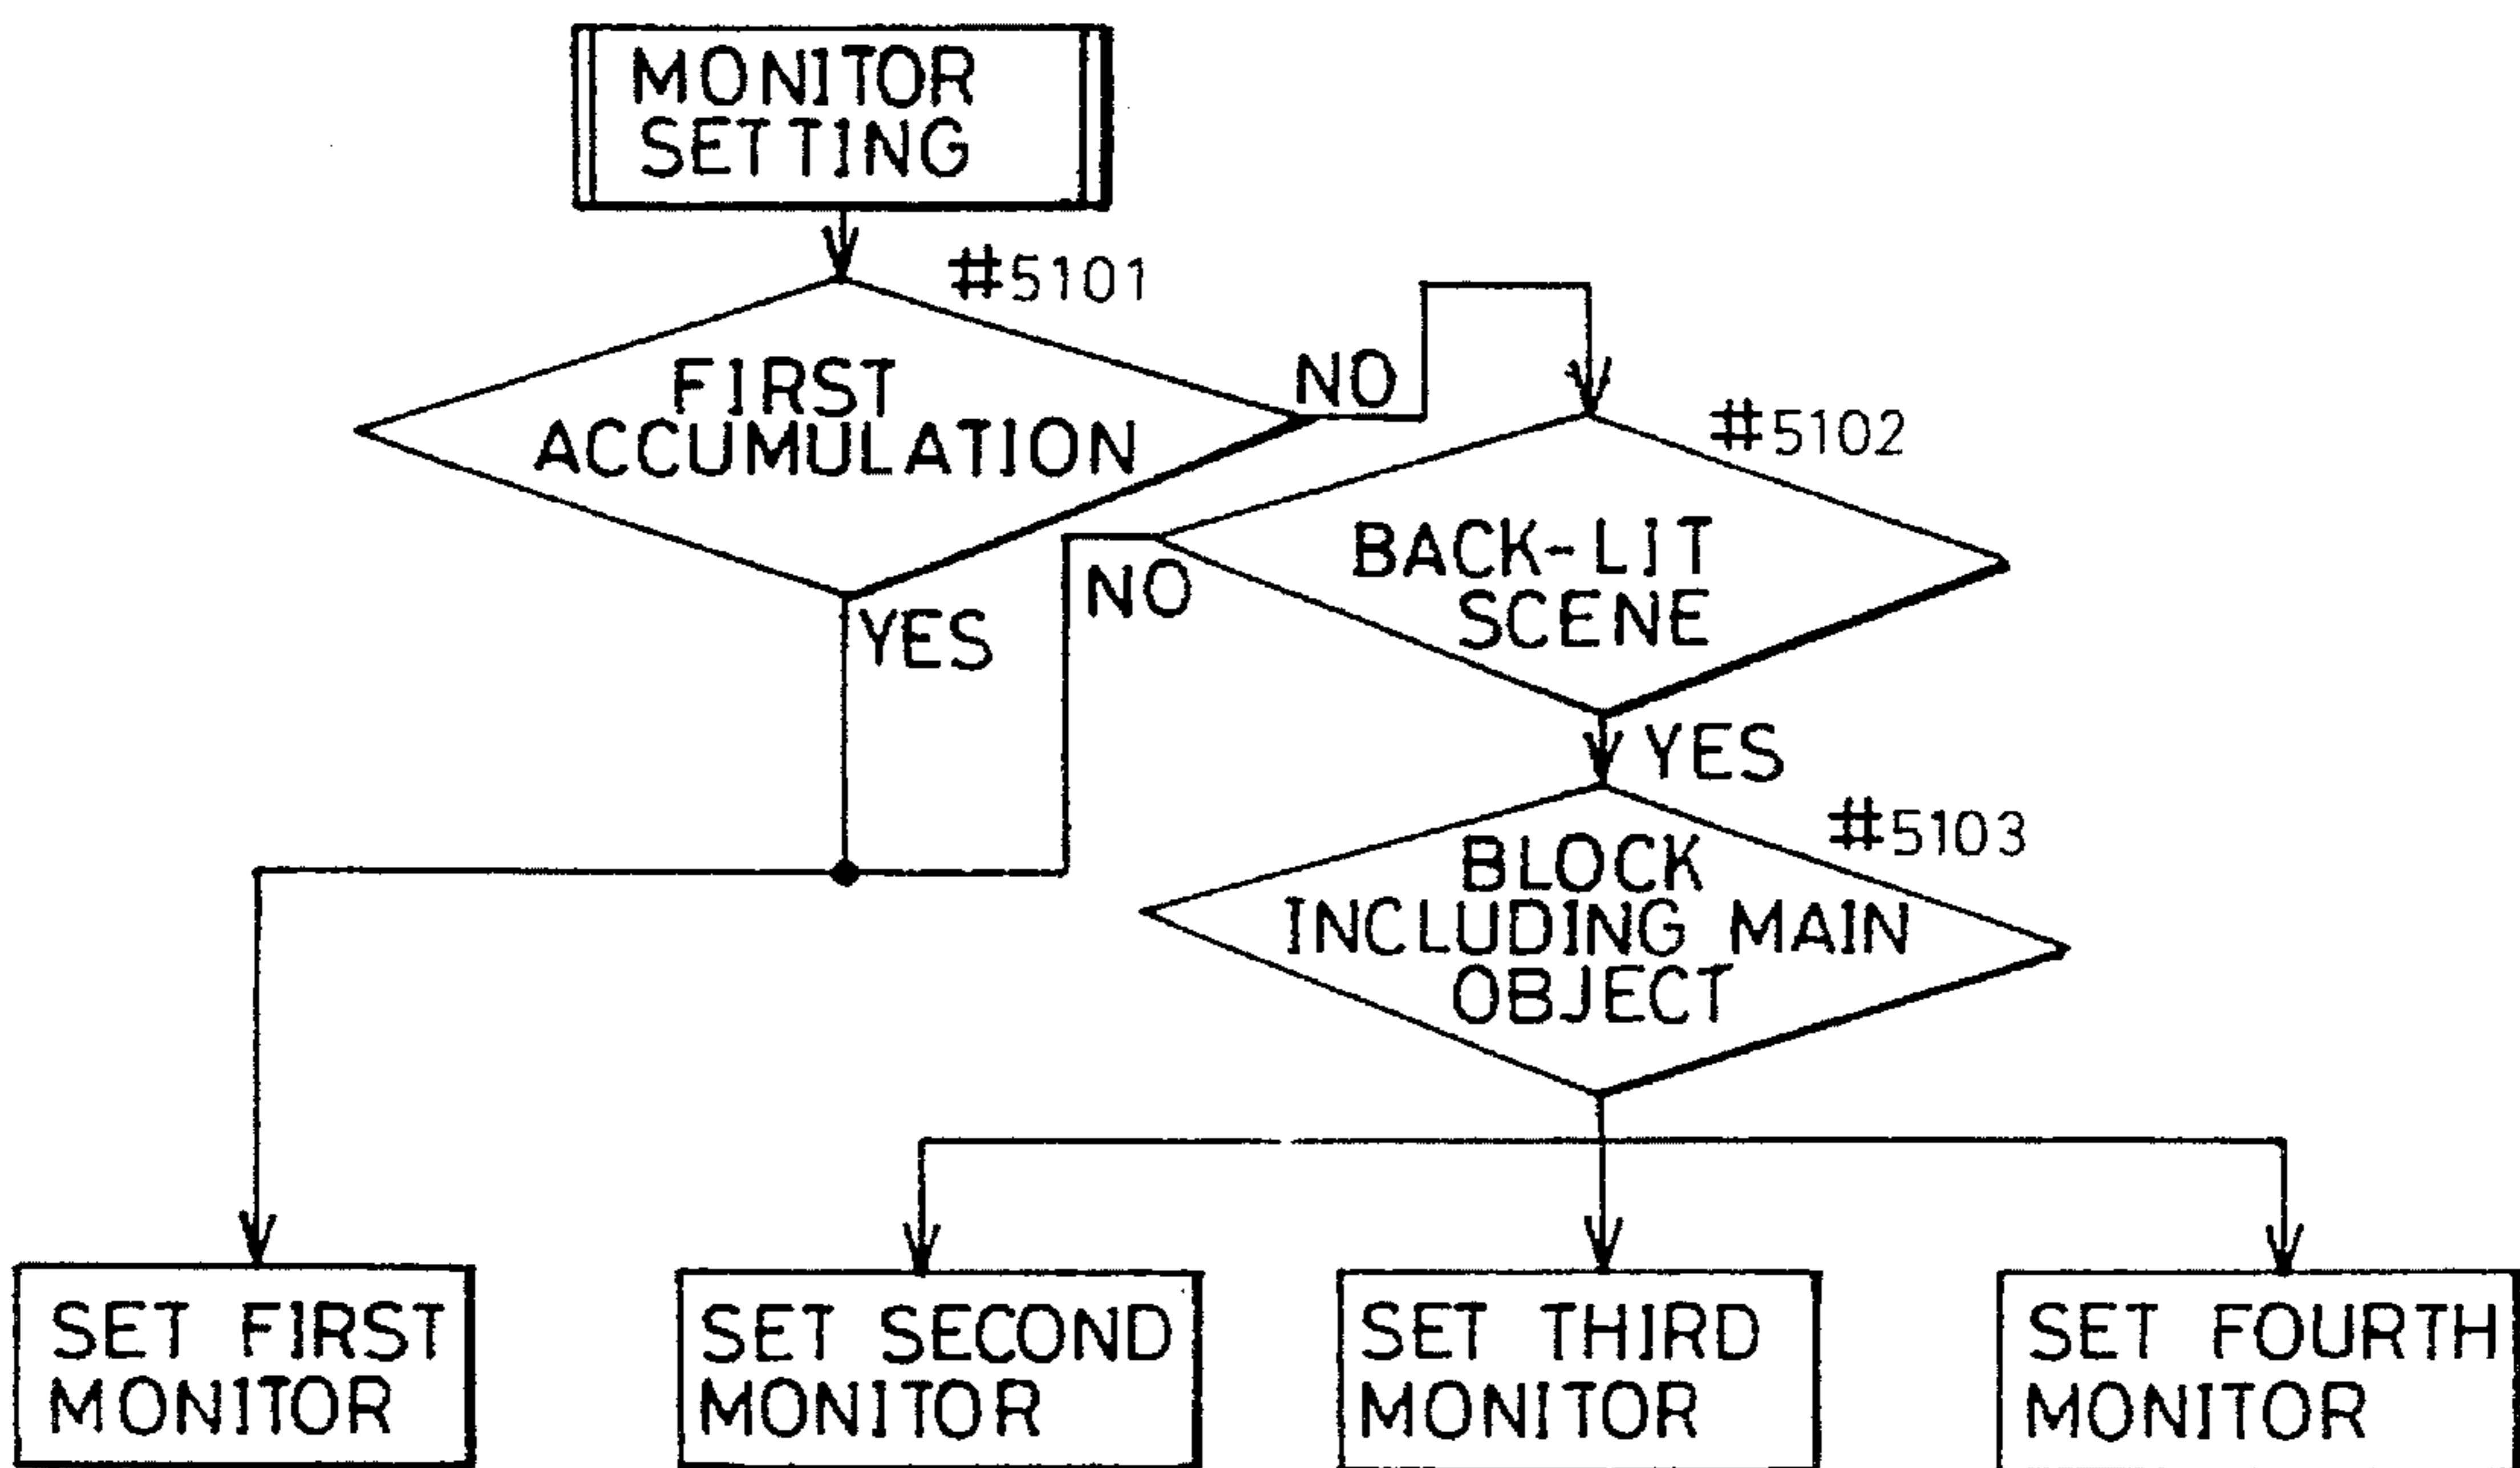 MONITOR
SETTING
#5101
FIRST
ACCUMULATION
NO
#5102
BACK-LIT
SCENE
NO
YES
YES
#5103
BLOCK
INCLUDING MAIN
OBJECT
SET FIRST
MONITOR
SET SECOND
MONITOR
SET THIRD
MONITOR
SET FOURTH
MONITOR